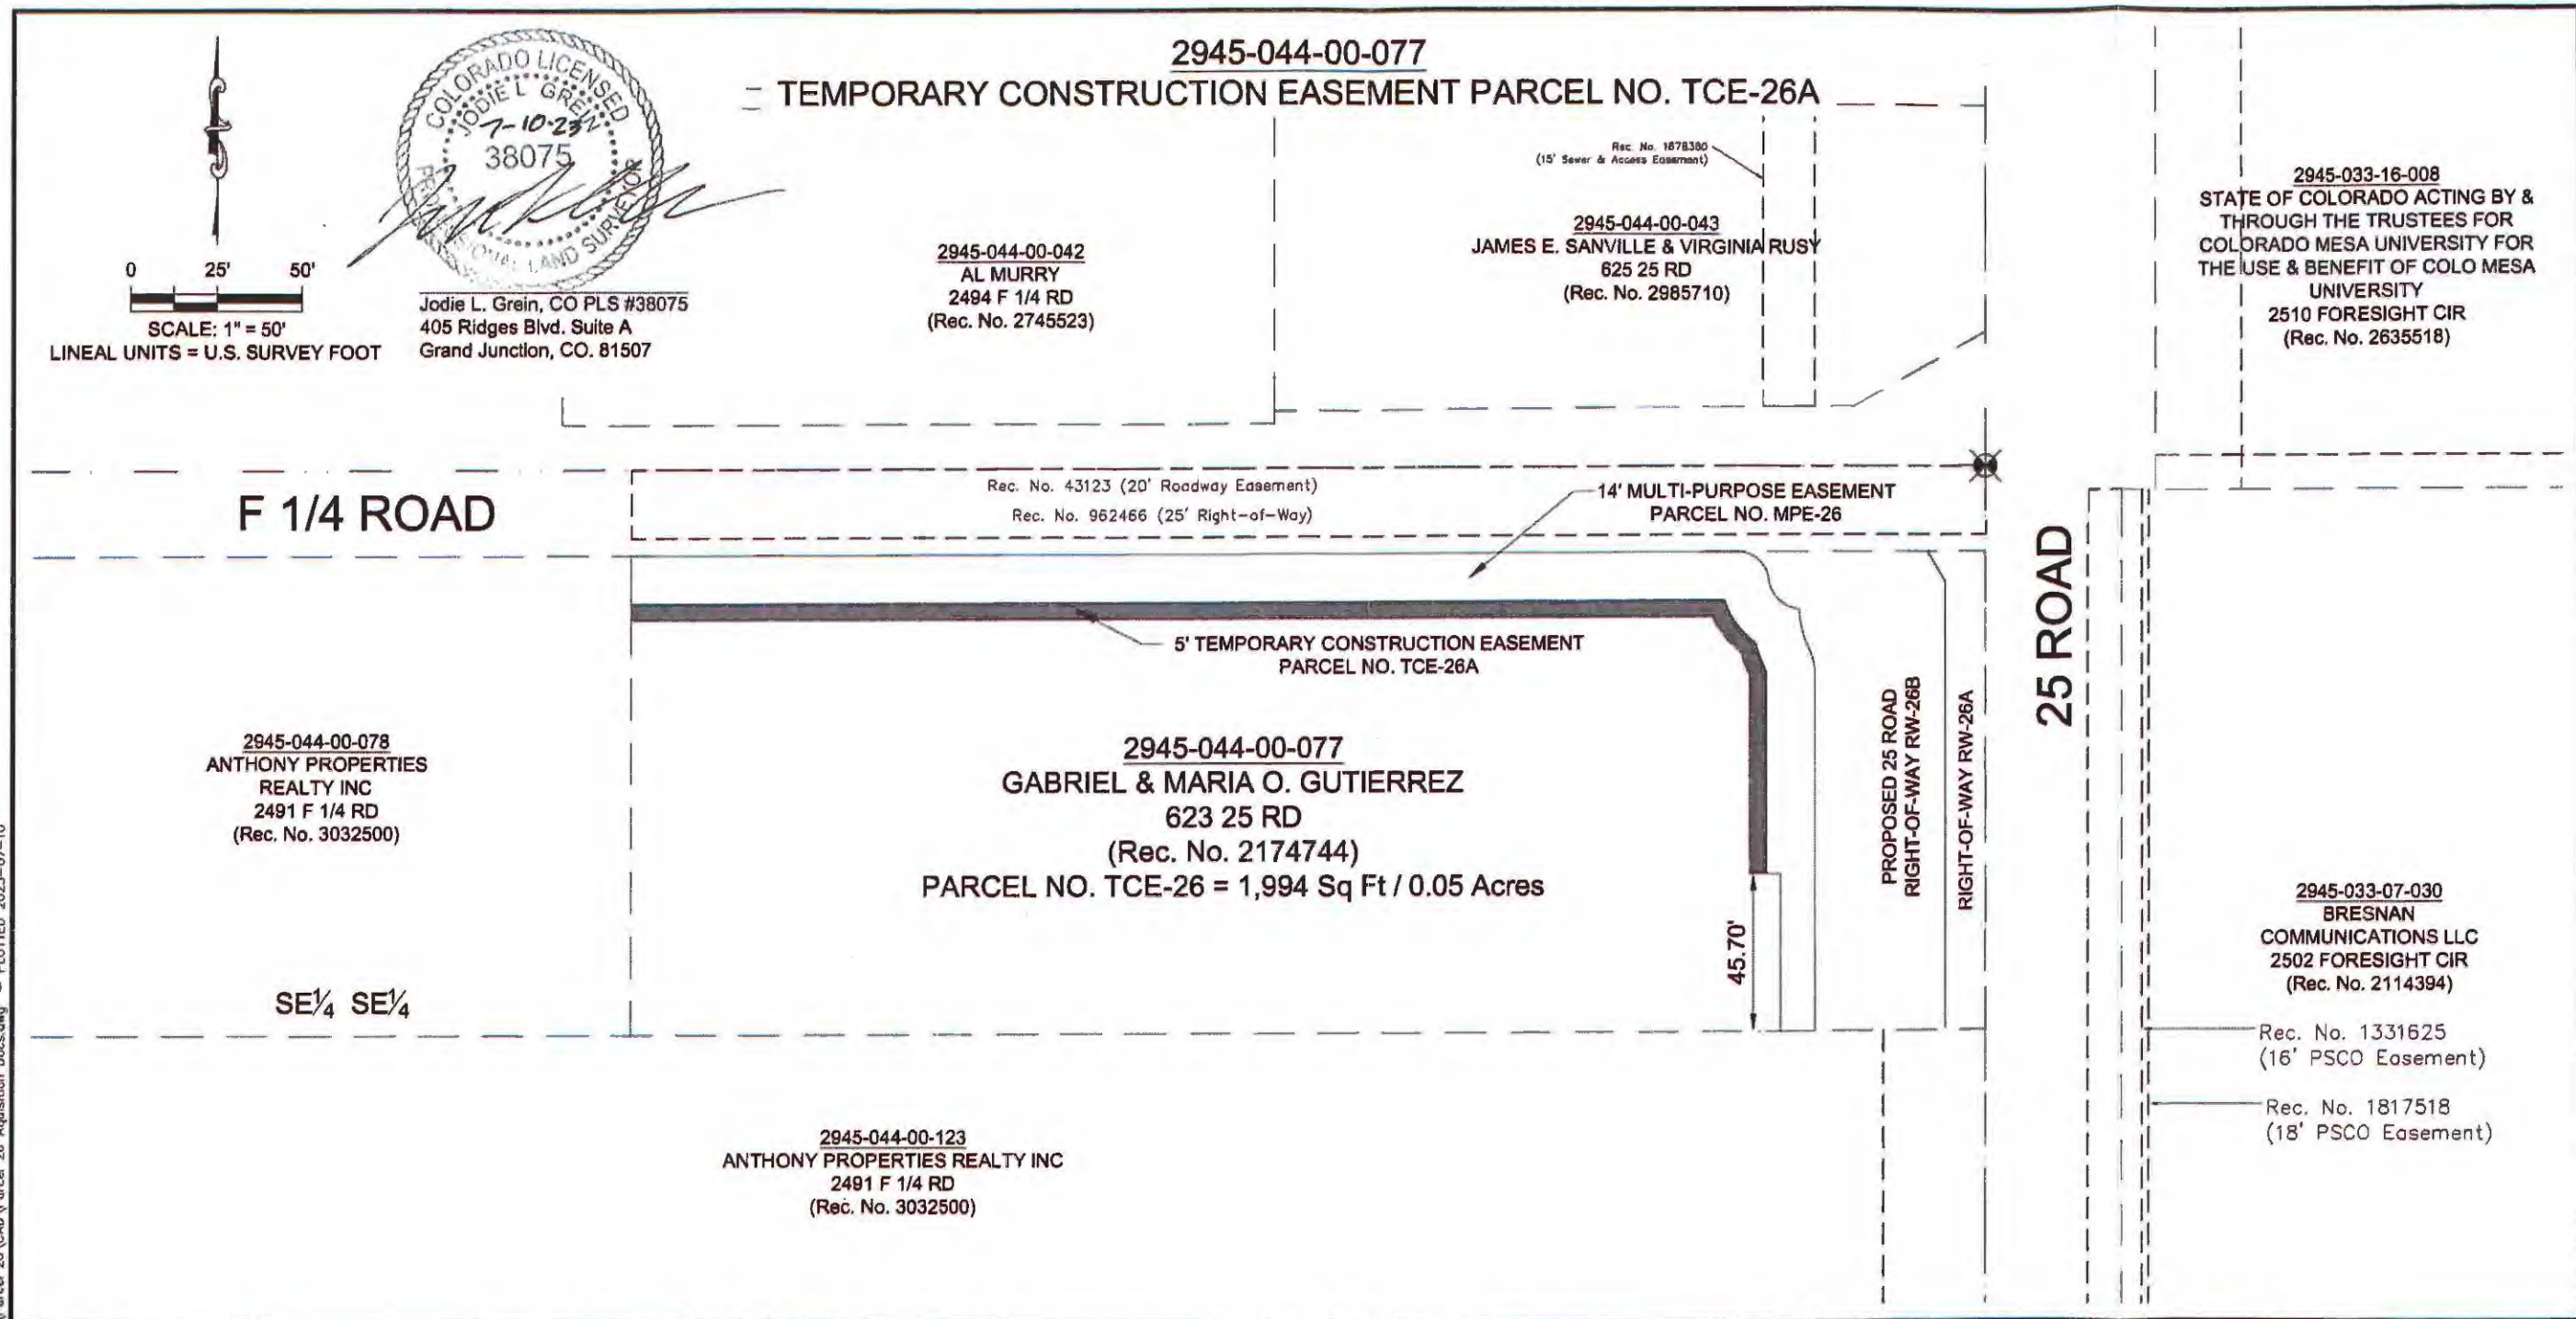 2945-044-00-077
TEMPORARY CONSTRUCTION EASEMENT PARCEL NO. TCE-26A
COLORADO LICENSED
JODIE L GREIN
7-10-23
38075
PROFESSIONAL LAND SURVEYOR
0 25' 50'
SCALE: 1" = 50'
LINEAL UNITS = U.S. SURVEY FOOT
Jodie L. Grein, CO PLS #38075
405 Ridges Blvd. Suite A
Grand Junction, CO. 81507
2945-044-00-042
AL MURRY
2494 F 1/4 RD
(Rec. No. 2745523)
Rec. No. 1678380
(15' Sewer & Access Easement)
2945-044-00-043
JAMES E. SANVILLE & VIRGINIA RUSY
625 25 RD
(Rec. No. 2985710)
2945-033-16-008
STATE OF COLORADO ACTING BY &
THROUGH THE TRUSTEES FOR
COLORADO MESA UNIVERSITY FOR
THE USE & BENEFIT OF COLO MESA
UNIVERSITY
2510 FORESIGHT CIR
(Rec. No. 2635518)
F 1/4 ROAD
Rec. No. 43123 (20' Roadway Easement)
Rec. No. 962466 (25' Right-of-Way)
14' MULTI-PURPOSE EASEMENT
PARCEL NO. MPE-26
5' TEMPORARY CONSTRUCTION EASEMENT
PARCEL NO. TCE-26A
25 ROAD
PROPOSED 25 ROAD
RIGHT-OF-WAY RW-26B
RIGHT-OF-WAY RW-26A
2945-044-00-078
ANTHONY PROPERTIES
REALTY INC
2491 F 1/4 RD
(Rec. No. 3032500)
2945-044-00-077
GABRIEL & MARIA O. GUTIERREZ
623 25 RD
(Rec. No. 2174744)
PARCEL NO. TCE-26 = 1,994 Sq Ft / 0.05 Acres
45.70'
SE¼ SE¼
2945-033-07-030
BRESNAN
COMMUNICATIONS LLC
2502 FORESIGHT CIR
(Rec. No. 2114394)
Rec. No. 1331625
(16' PSCO Easement)
Rec. No. 1817518
(18' PSCO Easement)
2945-044-00-123
ANTHONY PROPERTIES REALTY INC
2491 F 1/4 RD
(Rec. No. 3032500)